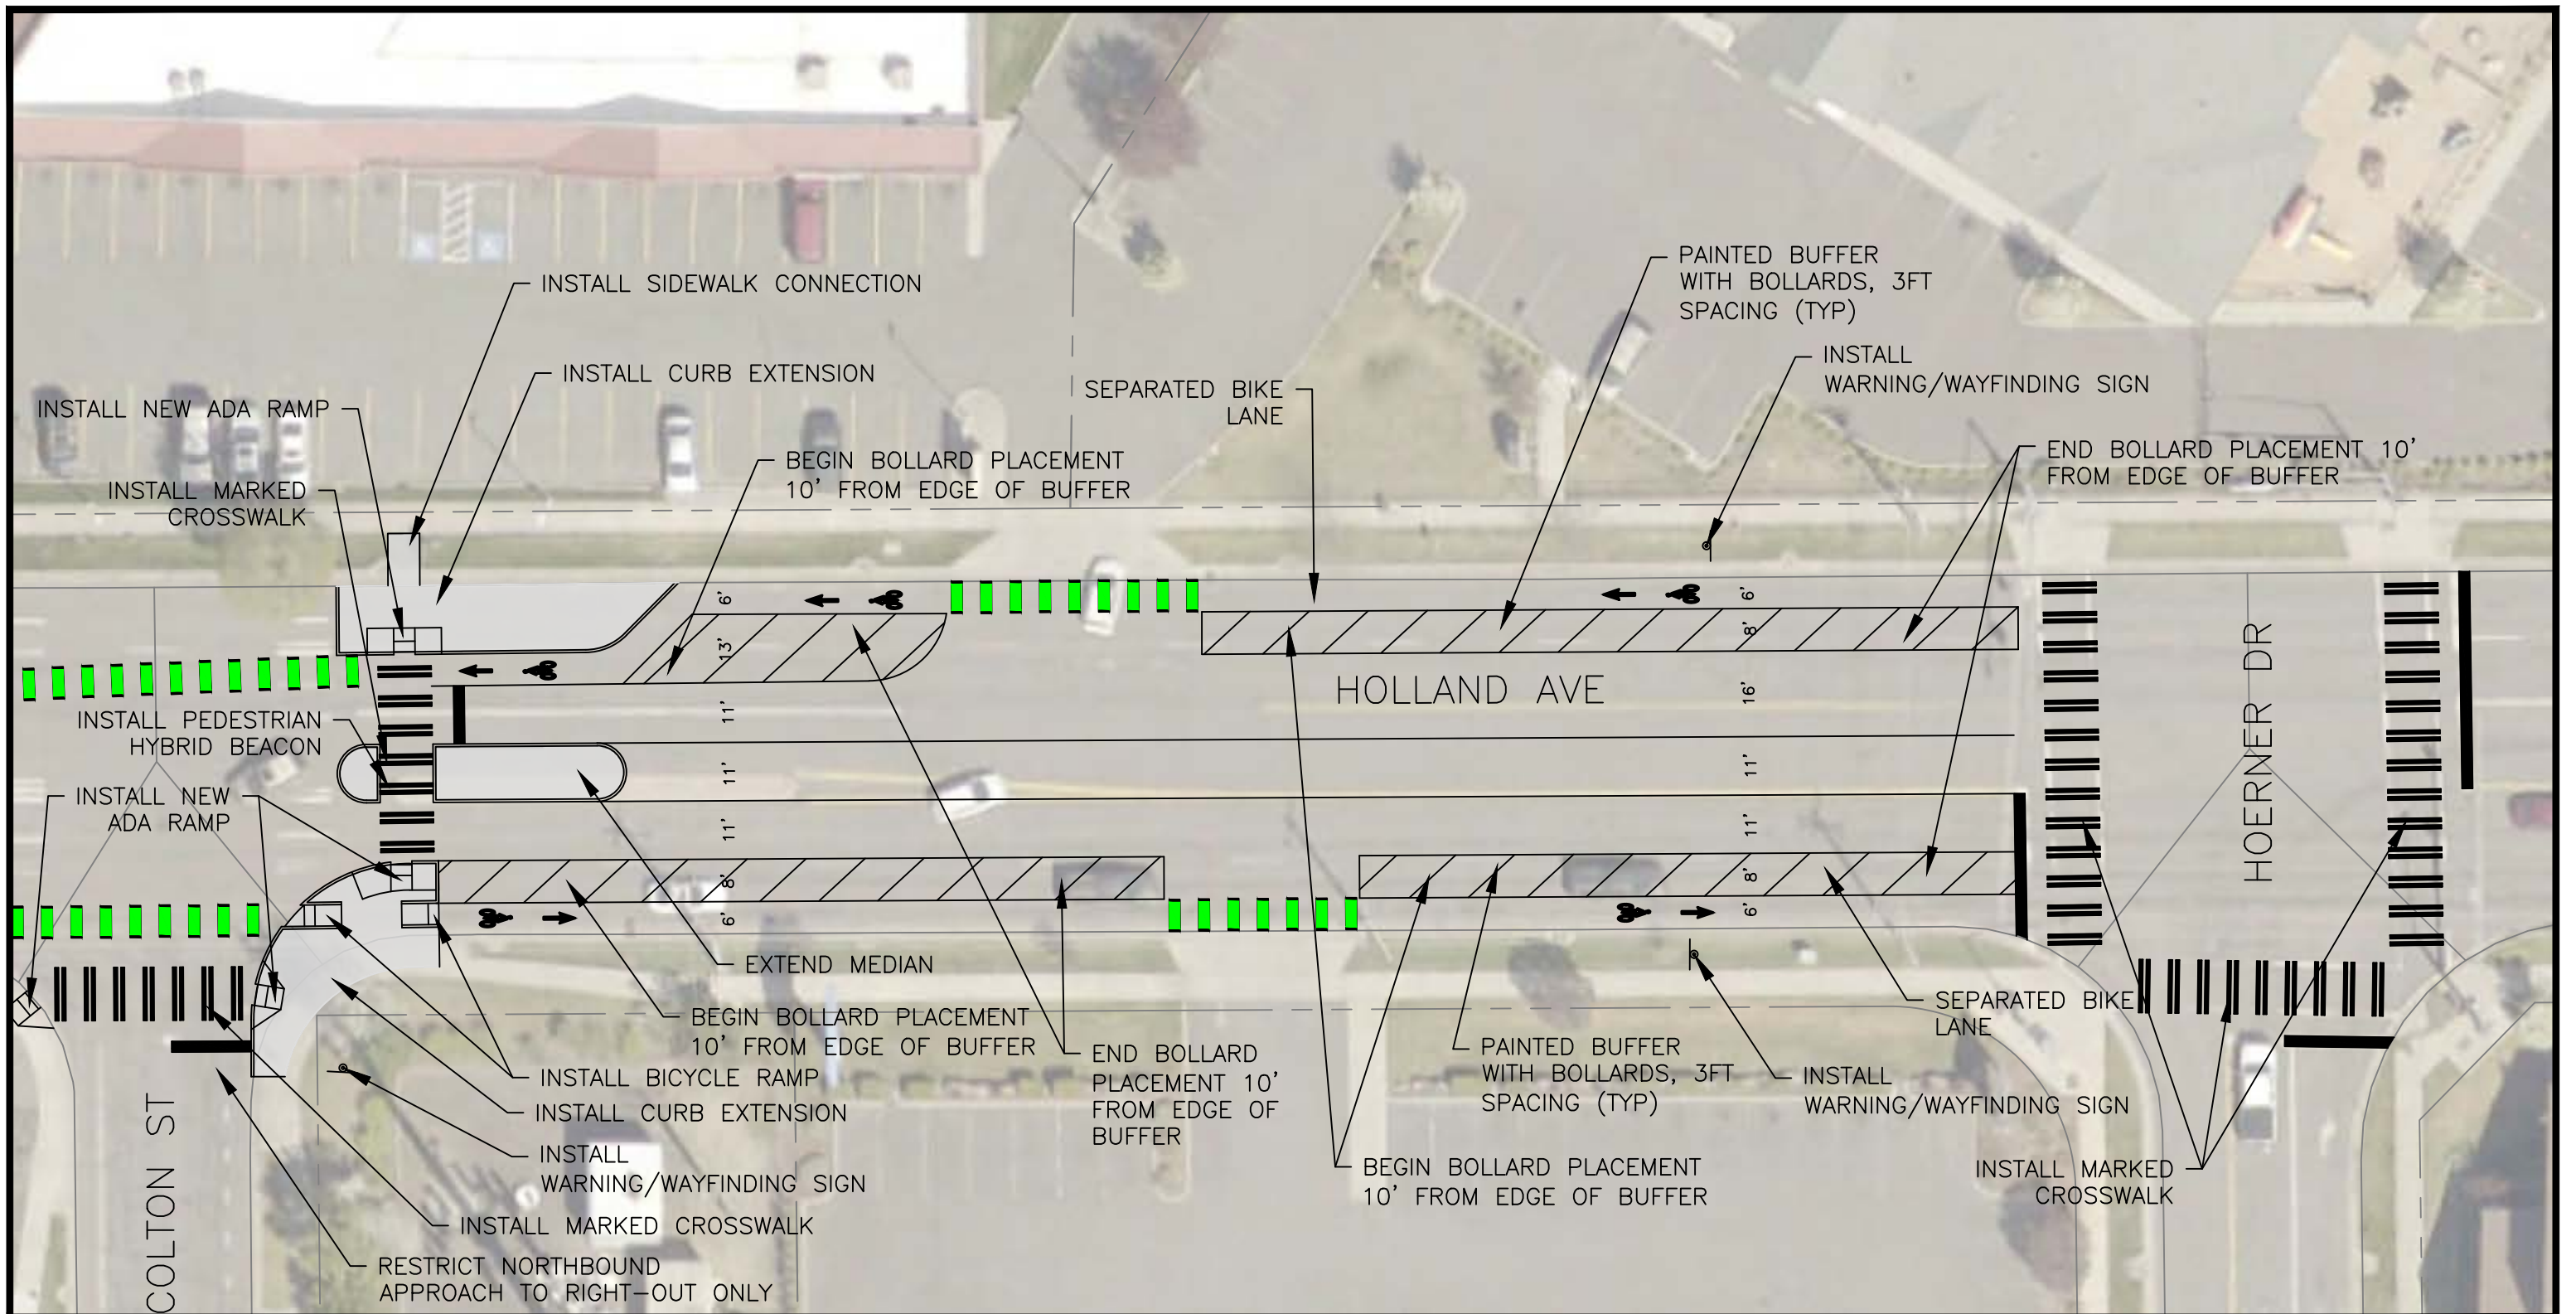 INSTALL SIDEWALK CONNECTION
INSTALL CURB EXTENSION
INSTALL NEW ADA RAMP
INSTALL MARKED
CROSSWALK
BEGIN BOLLARD PLACEMENT
10' FROM EDGE OF BUFFER
SEPARATED BIKE
LANE
PAINTED BUFFER
WITH BOLLARDS, 3FT
SPACING (TYP)
INSTALL
WARNING/WAYFINDING SIGN
END BOLLARD PLACEMENT 10'
FROM EDGE OF BUFFER
6'
13'
11'
11'
11'
8'
6'
6'
8'
16'
11'
11'
8'
6'
HOLLAND AVE
HOERNER DR
INSTALL PEDESTRIAN
HYBRID BEACON
INSTALL NEW
ADA RAMP
EXTEND MEDIAN
BEGIN BOLLARD PLACEMENT
10' FROM EDGE OF BUFFER
INSTALL BICYCLE RAMP
INSTALL CURB EXTENSION
INSTALL
WARNING/WAYFINDING SIGN
INSTALL MARKED CROSSWALK
RESTRICT NORTHBOUND
APPROACH TO RIGHT-OUT ONLY
COLTON ST
END BOLLARD
PLACEMENT 10'
FROM EDGE OF
BUFFER
BEGIN BOLLARD PLACEMENT
10' FROM EDGE OF BUFFER
PAINTED BUFFER
WITH BOLLARDS, 3FT
SPACING (TYP)
INSTALL
WARNING/WAYFINDING SIGN
SEPARATED BIKE
LANE
INSTALL MARKED
CROSSWALK